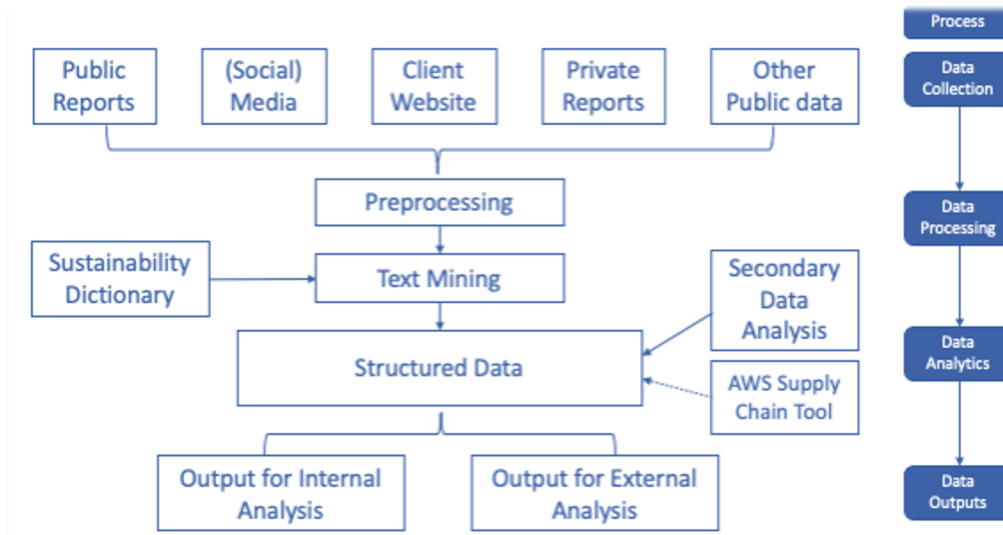 Process
Public
Reports
(Social)
Media
Client
Website
Private
Reports
Other
Public data
Data
Collection
Preprocessing
Data
Processing
Sustainability
Dictionary
Text Mining
Secondary
Data
Analysis
Structured Data
Data
Analytics
AWS Supply
Chain Tool
Output for Internal
Analysis
Output for External
Analysis
Data
Outputs